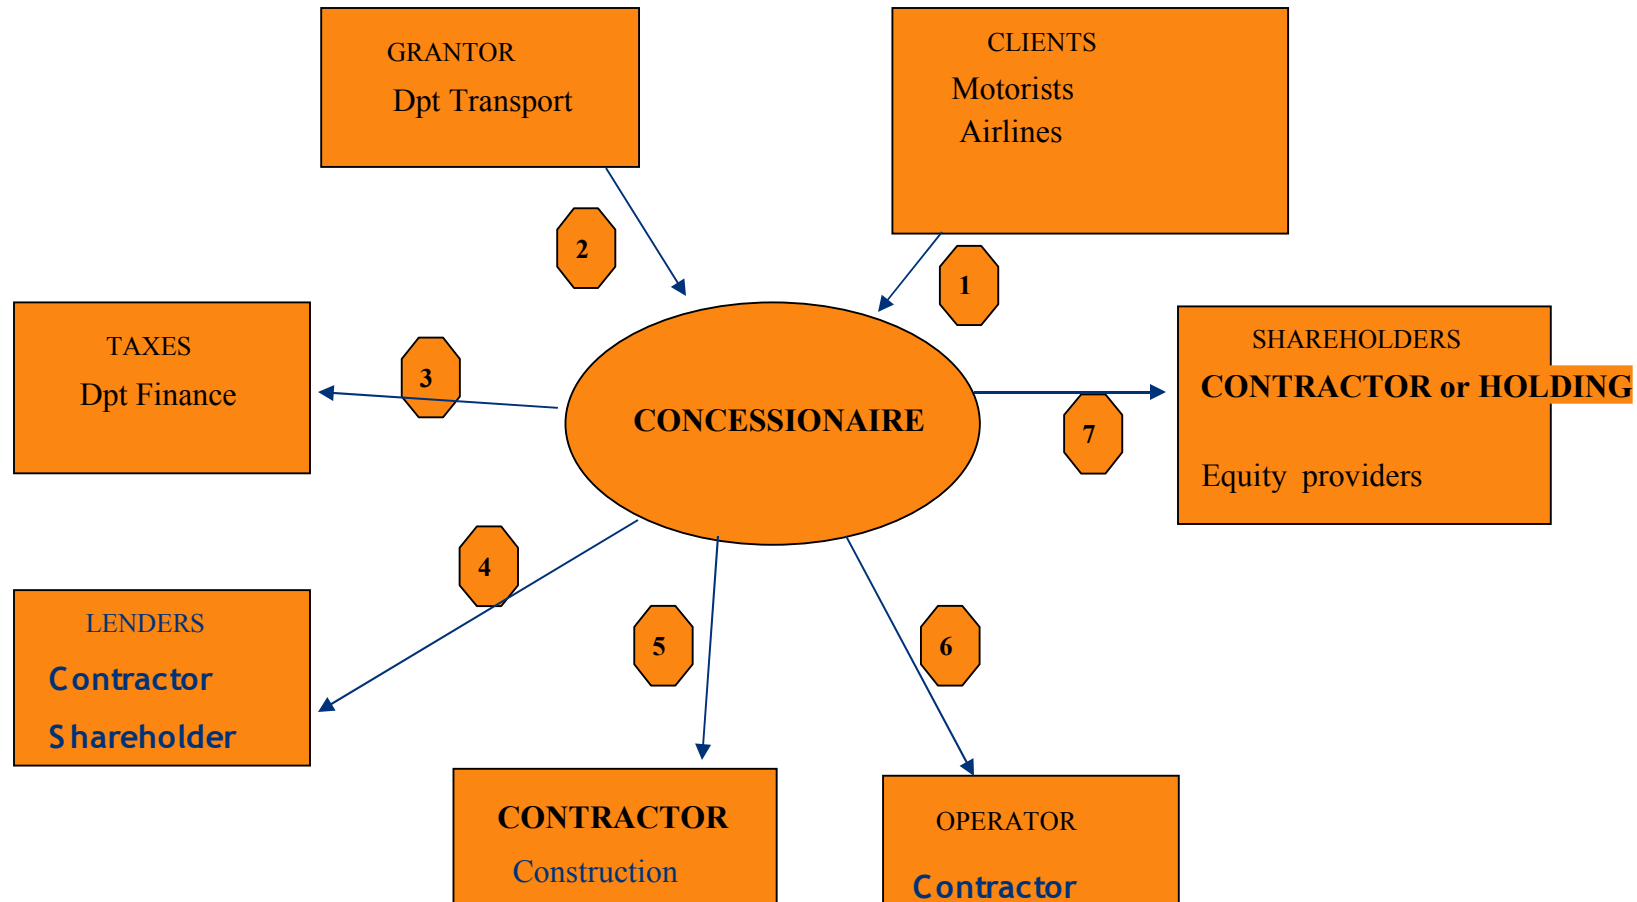 GRANTOR
Dpt Transport
CLIENTS
Motorists
Airlines
2
1
TAXES
Dpt Finance
3
CONCESSIONAIRE
SHAREHOLDERS
CONTRACTOR or HOLDING
Equity providers
7
4
LENDERS
Contractor
Shareholder
5
6
CONTRACTOR
Construction
OPERATOR
Contractor